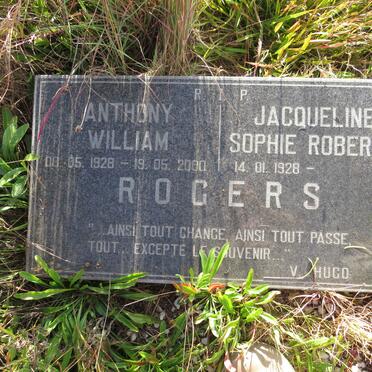 R I P
ANTHONY
WILLIAM
05. 1928 - 19. 05. 2000
JACQUELINE
SOPHIE ROBER
14. 01. 1928 -
ROGERS
"...AINSI TOUT CHANGE, AINSI TOUT PASSE,
TOUT... EXCEPTE LE SOUVENIR..."
V. HUGO